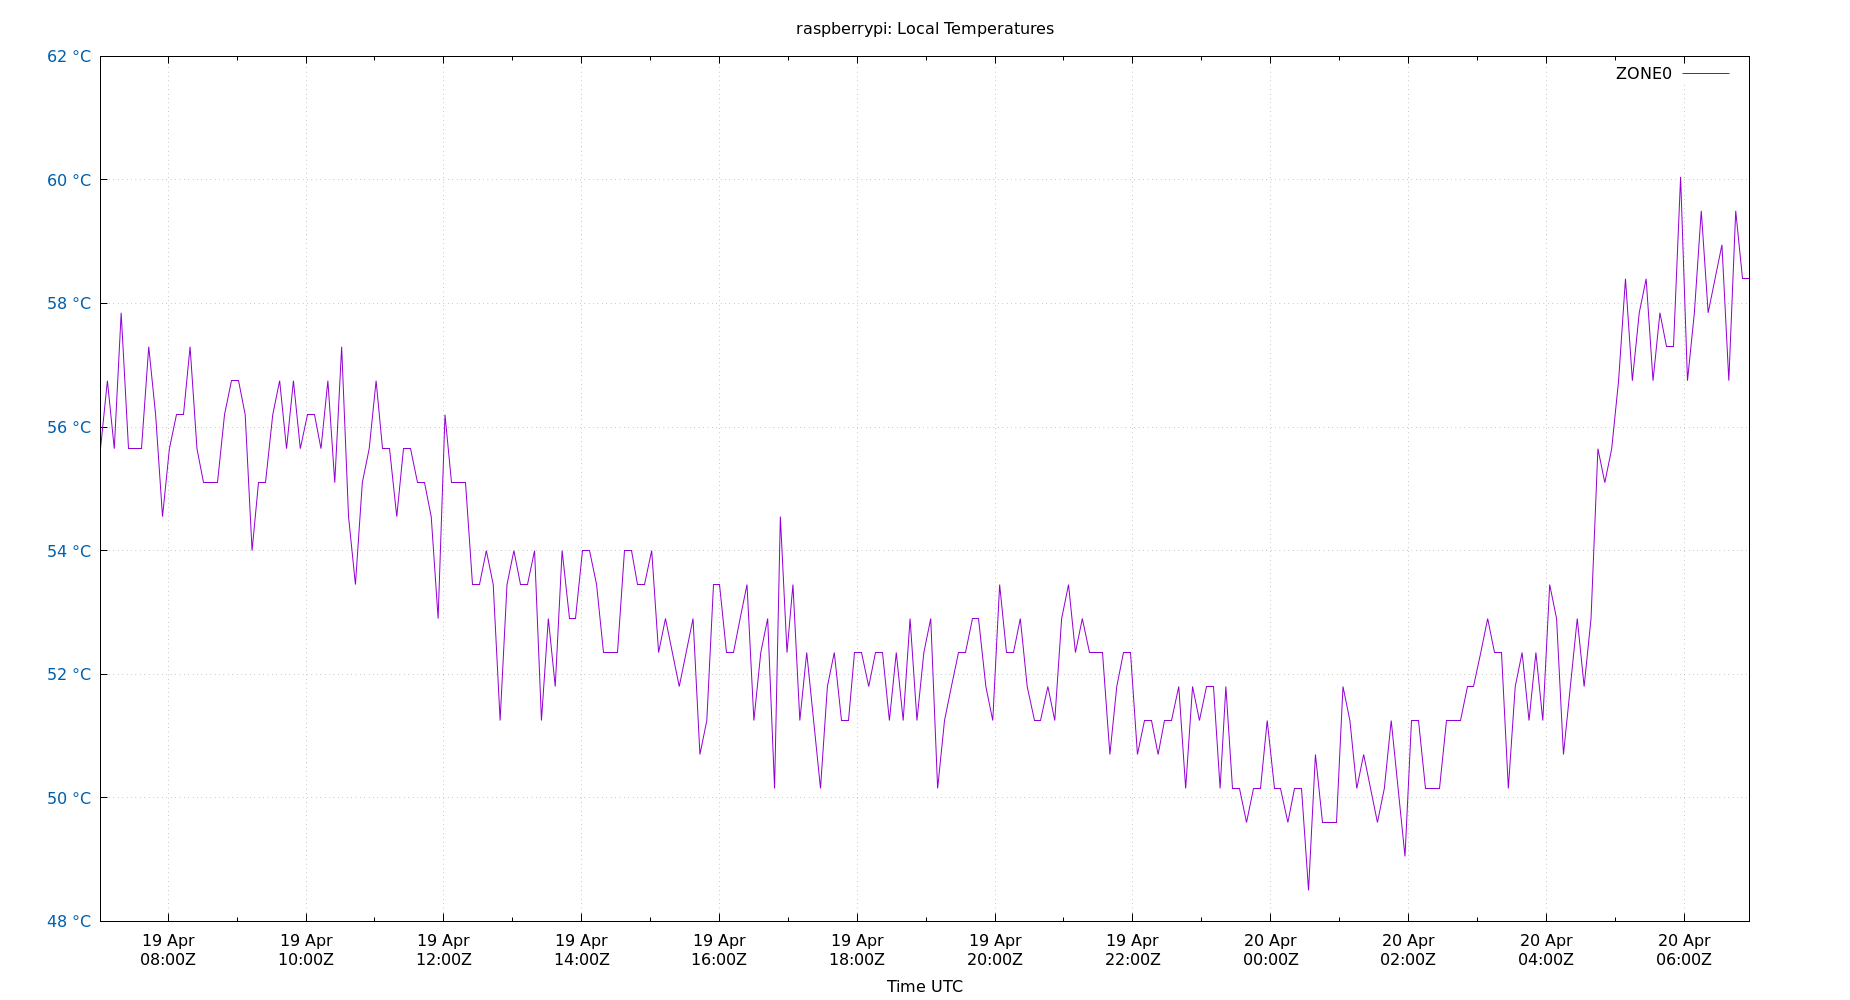 raspberrypi: Local Temperatures
62 °C
ZONE0
60 °C
58 °C
56 °C
54 °C
52 °C
50 °C
48 °C
19 Apr 19 Apr 19 Apr 19 Apr 19 Apr 19 Apr 19 Apr 19 Apr 20 Apr 20 Apr 20 Apr 20 Apr
08:00Z 10:00Z 12:00Z 14:00Z 16:00Z 18:00Z 20:00Z 22:00Z 00:00Z 02:00Z 04:00Z 06:00Z
Time UTC